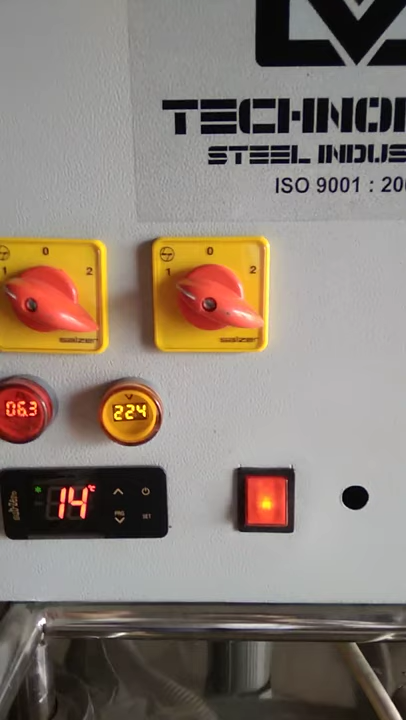 TECHNO
STEEL INDUS
ISO 9001 : 20
0
1 2
salzer
0
1 2
salzer
06.3
V
224
14°C
PRG
SET